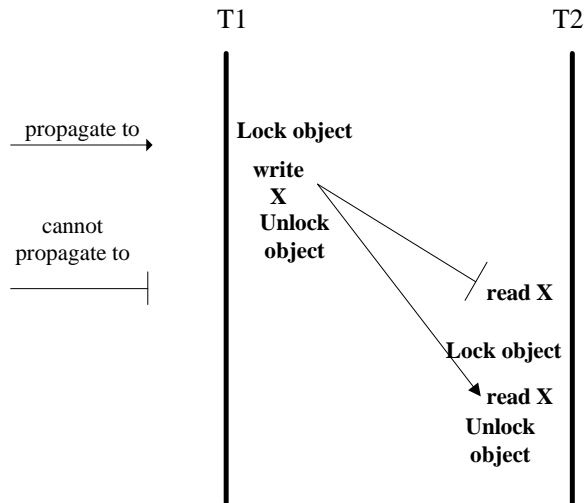 T1
T2
propagate to
cannot
propagate to
Lock object
write
X
Unlock
object
read X
Lock object
read X
Unlock
object